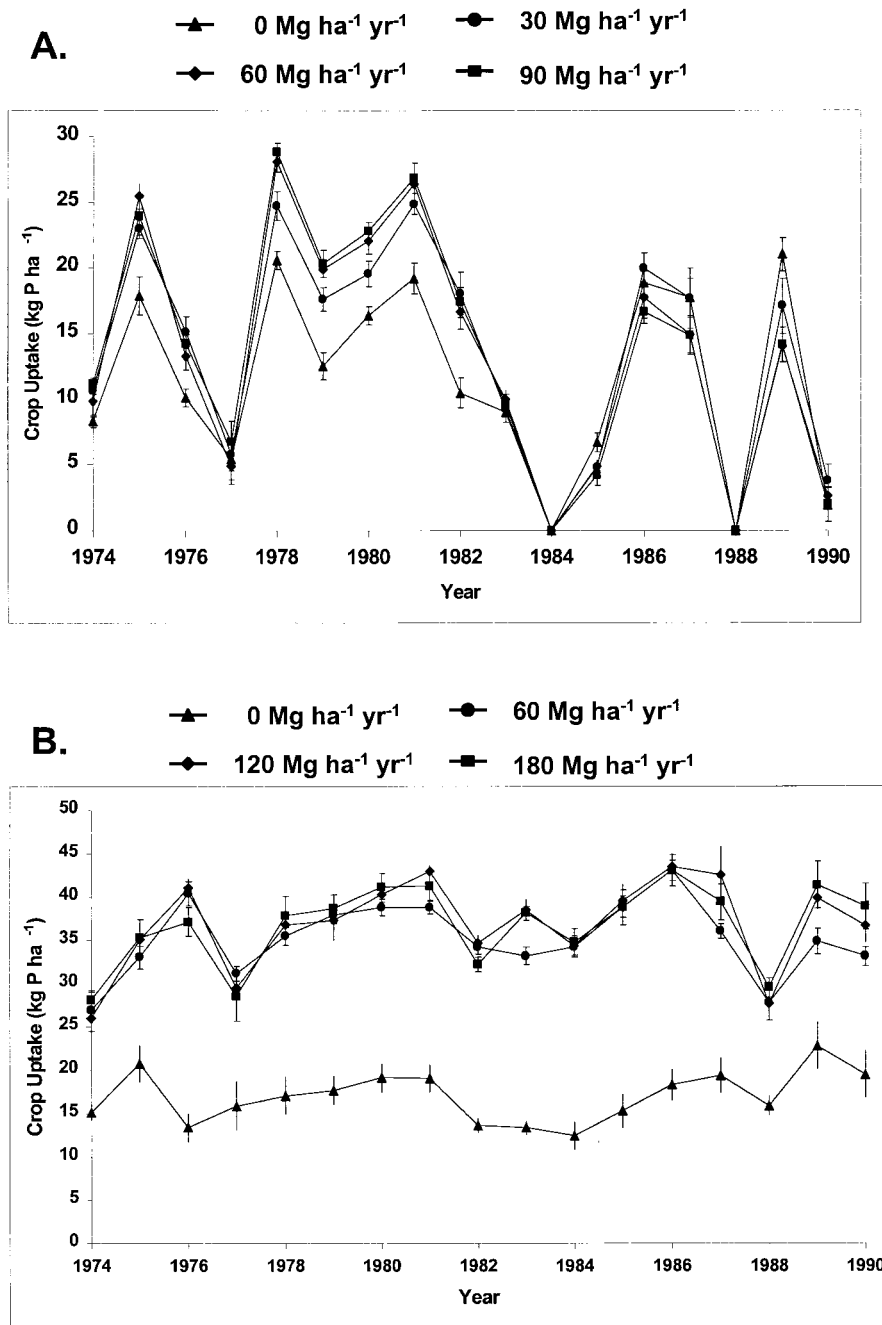 A.
0 Mg ha⁻¹ yr⁻¹ 30 Mg ha⁻¹ yr⁻¹
60 Mg ha⁻¹ yr⁻¹ 90 Mg ha⁻¹ yr⁻¹
Crop Uptake (kg P ha ⁻¹)
30
25
20
15
10
5
0
1974 1976 1978 1980 1982 1984 1986 1988 1990
Year
B.
0 Mg ha⁻¹ yr⁻¹ 60 Mg ha⁻¹ yr⁻¹
120 Mg ha⁻¹ yr⁻¹ 180 Mg ha⁻¹ yr⁻¹
Crop Uptake (kg P ha ⁻¹)
50
45
40
35
30
25
20
15
10
5
0
1974 1976 1978 1980 1982 1984 1986 1988 1990
Year